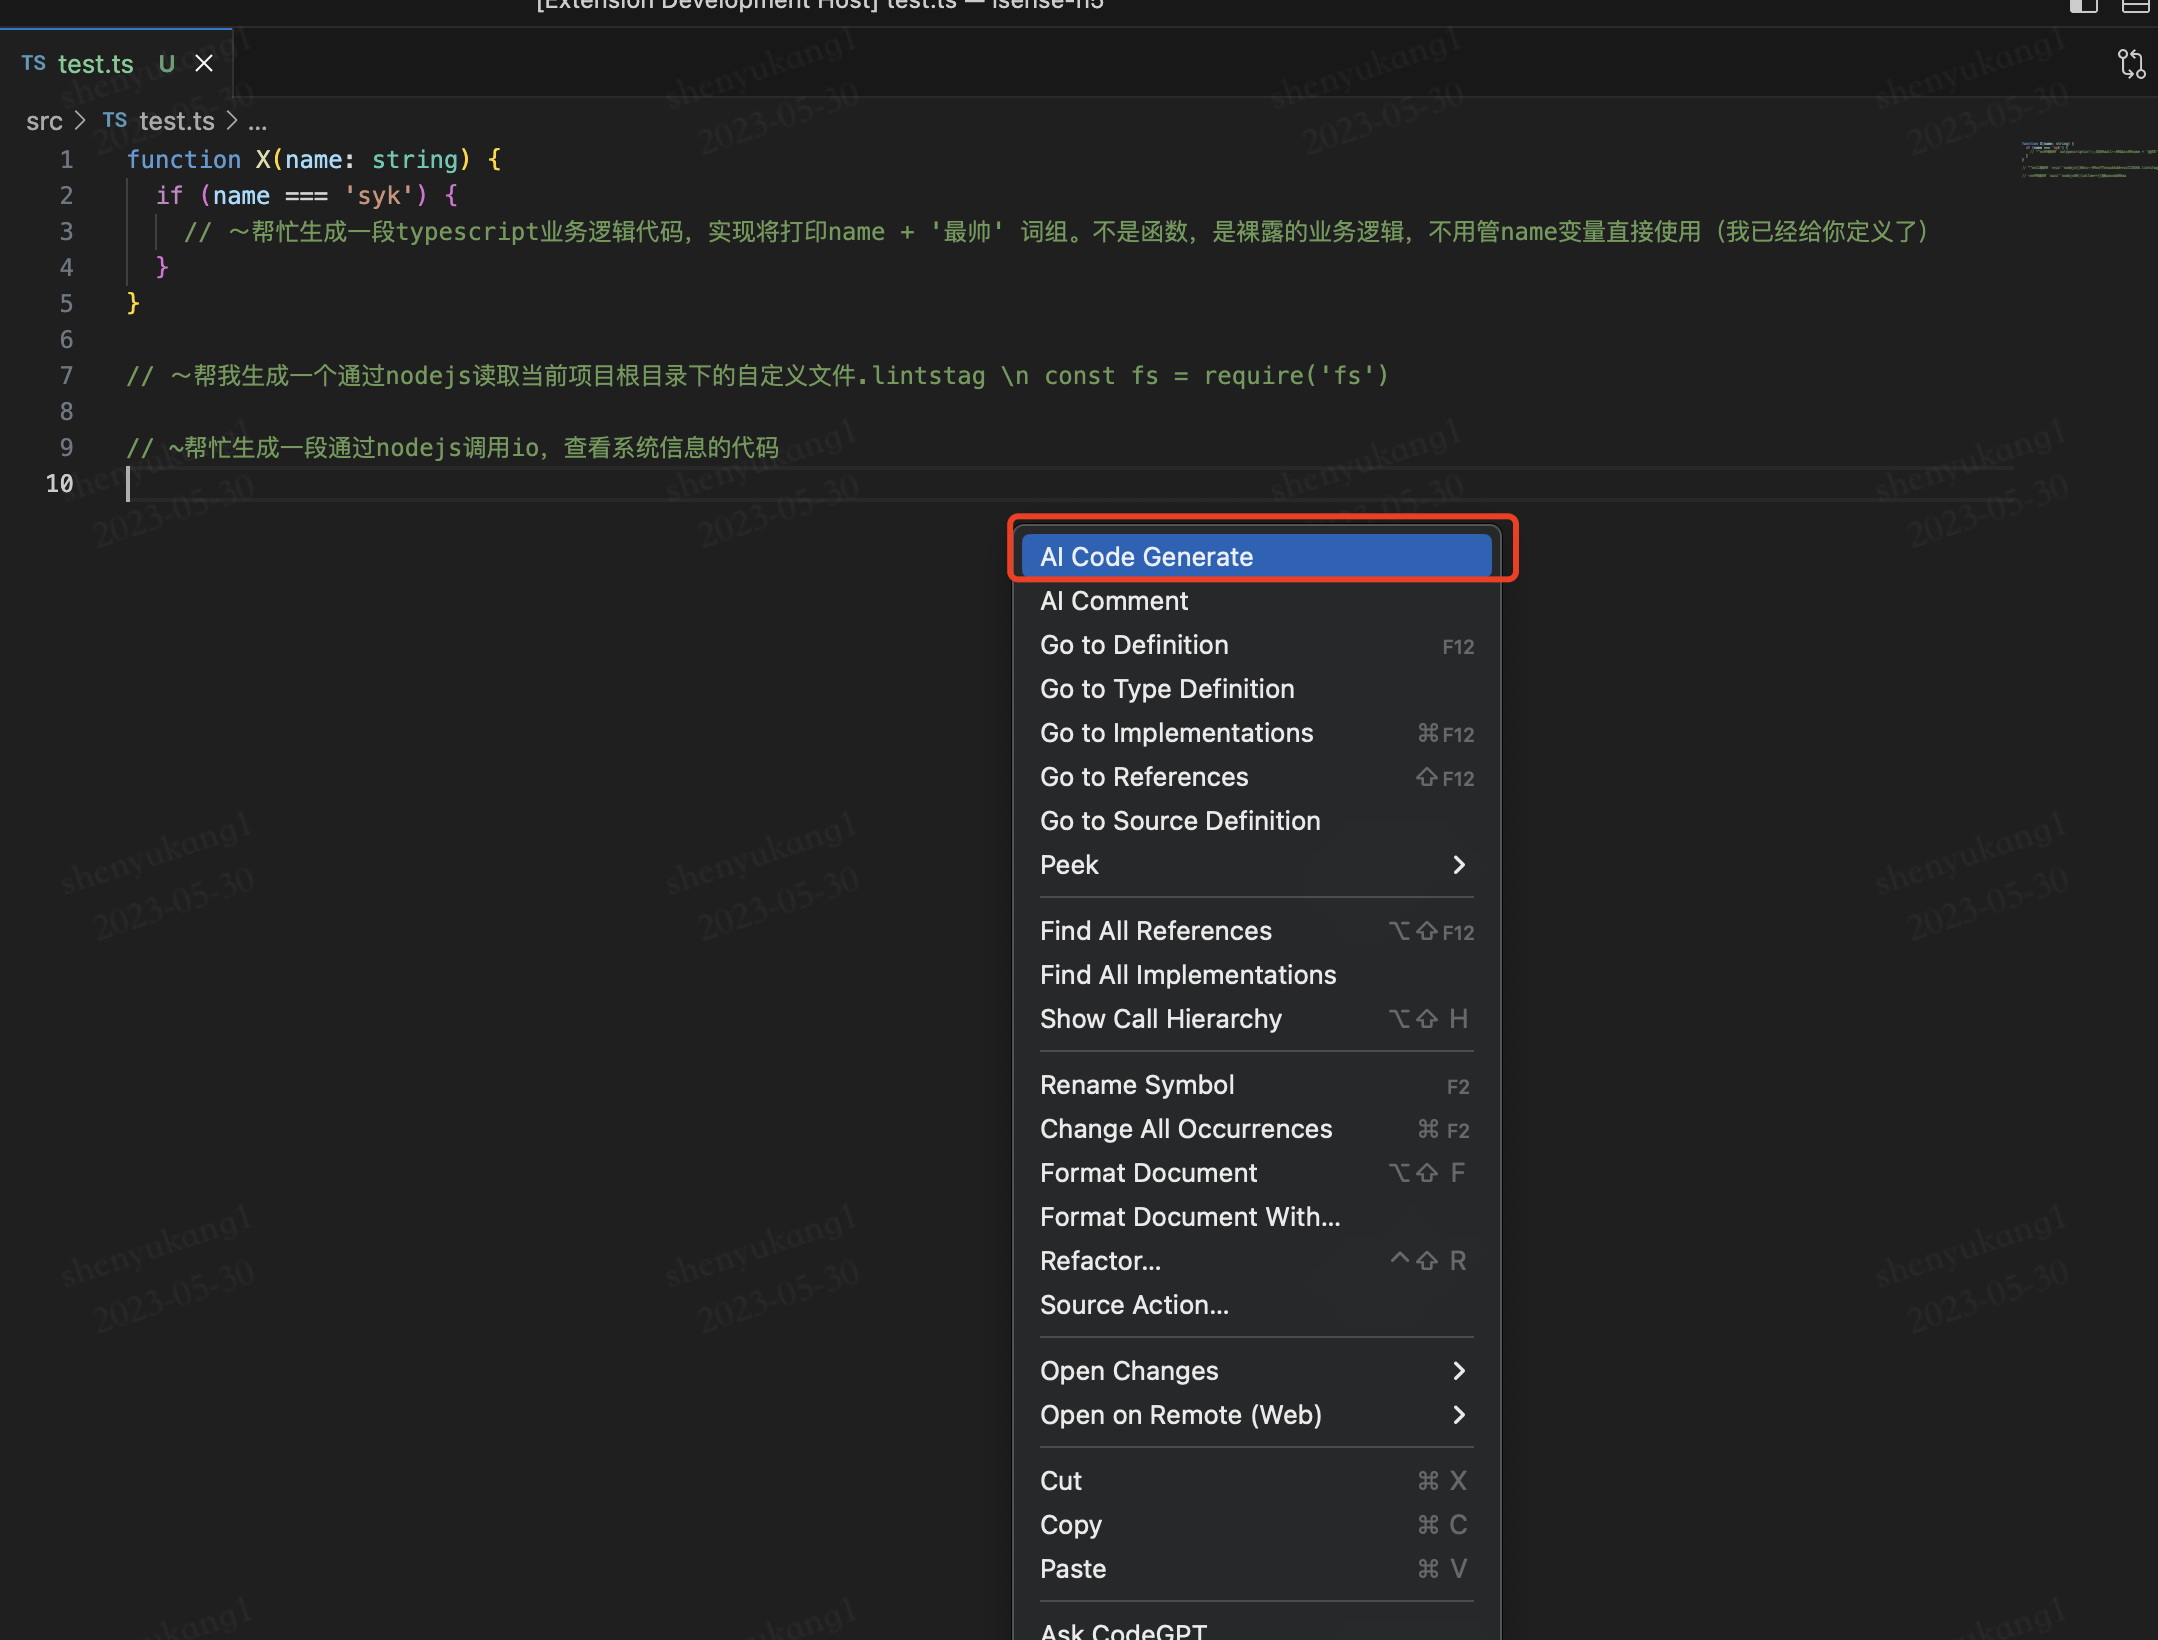 [Extension Development Host] test.ts — isense-h5
TS test.ts U
src > TS test.ts > ...
1 function X(name: string) {
2 if (name === 'syk') {
3 // ～帮忙生成一段typescript业务逻辑代码，实现将打印name + '最帅' 词组。不是函数，是裸露的业务逻辑，不用管name变量直接使用（我已经给你定义了）
4 }
5 }
6
7 // ～帮我生成一个通过nodejs读取当前项目根目录下的自定义文件.lintstag \n const fs = require('fs')
8
9 // ~帮忙生成一段通过nodejs调用io，查看系统信息的代码
10
AI Code Generate
AI Comment
Go to Definition F12
Go to Type Definition
Go to Implementations ⌘F12
Go to References ⇧F12
Go to Source Definition
Peek
Find All References ⌥⇧F12
Find All Implementations
Show Call Hierarchy ⌥⇧ H
Rename Symbol F2
Change All Occurrences ⌘ F2
Format Document ⌥⇧ F
Format Document With...
Refactor... ^⇧ R
Source Action...
Open Changes
Open on Remote (Web)
Cut ⌘ X
Copy ⌘ C
Paste ⌘ V
Ask CodeGPT
shenyukang1
2023-05-30